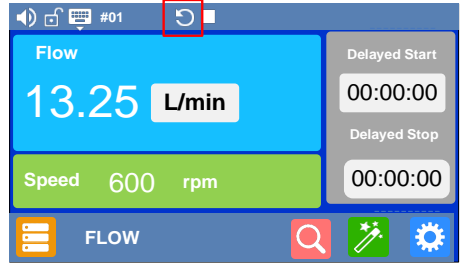 #01
Flow
13.25 L/min
Speed 600 rpm
Delayed Start
00:00:00
Delayed Stop
00:00:00
FLOW